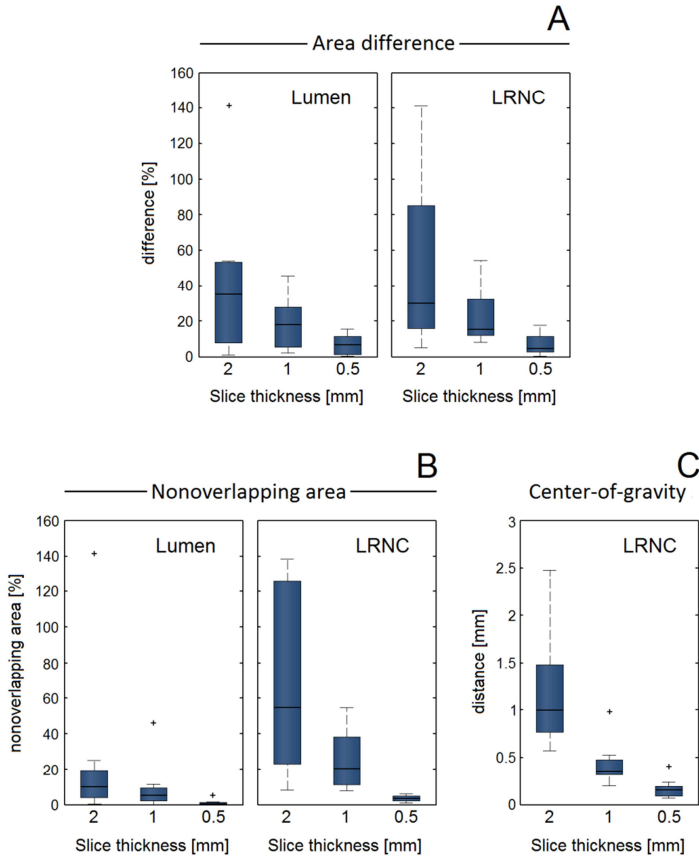 A
Area difference
160
140
120
100
80
60
40
20
0
difference [%]
Lumen
LRNC
2 1 0.5
2 1 0.5
Slice thickness [mm]
Slice thickness [mm]
B
Nonoverlapping area
160
140
120
100
80
60
40
20
0
nonoverlapping area [%]
Lumen
LRNC
2 1 0.5
2 1 0.5
Slice thickness [mm]
Slice thickness [mm]
C
Center-of-gravity
3
2.5
2
1.5
1
0.5
0
distance [mm]
LRNC
2 1 0.5
Slice thickness [mm]